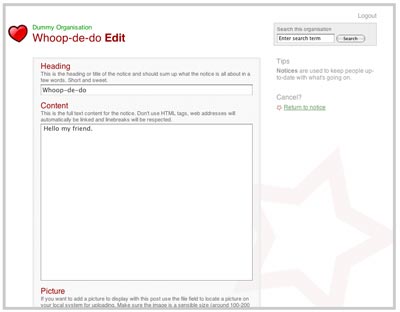 Logout
Dummy Organisation
Whoop-de-do Edit
Search this organisation
Enter search term Search
Heading
This is the heading or title of the notice and should sum up what the notice is all about in a
few words. Short and sweet.
Whoop-de-do
Content
This is the full text content for the notice. Don't use HTML tags, web addresses will
automatically be linked and linebreaks will be respected.
Hello my friend.
Tips
Notices are used to keep people up-
to-date with what's going on.
Cancel?
Return to notice
Picture
If you want to add a picture to display with this post use the file field to locate a picture on
your local system for uploading. Make sure the image is a sensible size (around 100-200